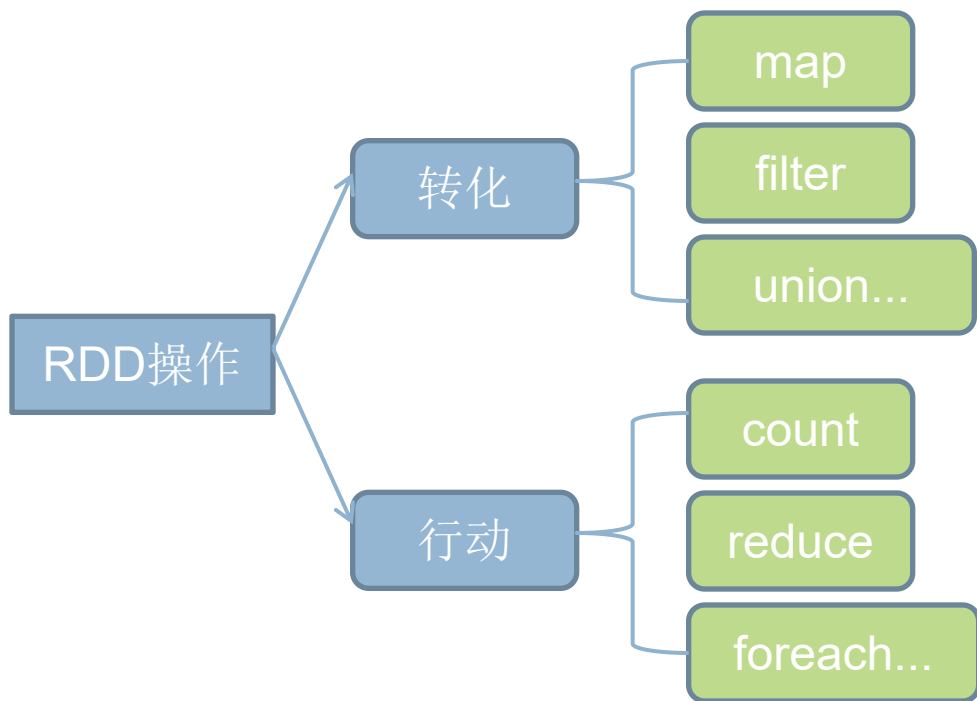 map
filter
union...
转化
RDD操作
行动
count
reduce
foreach...